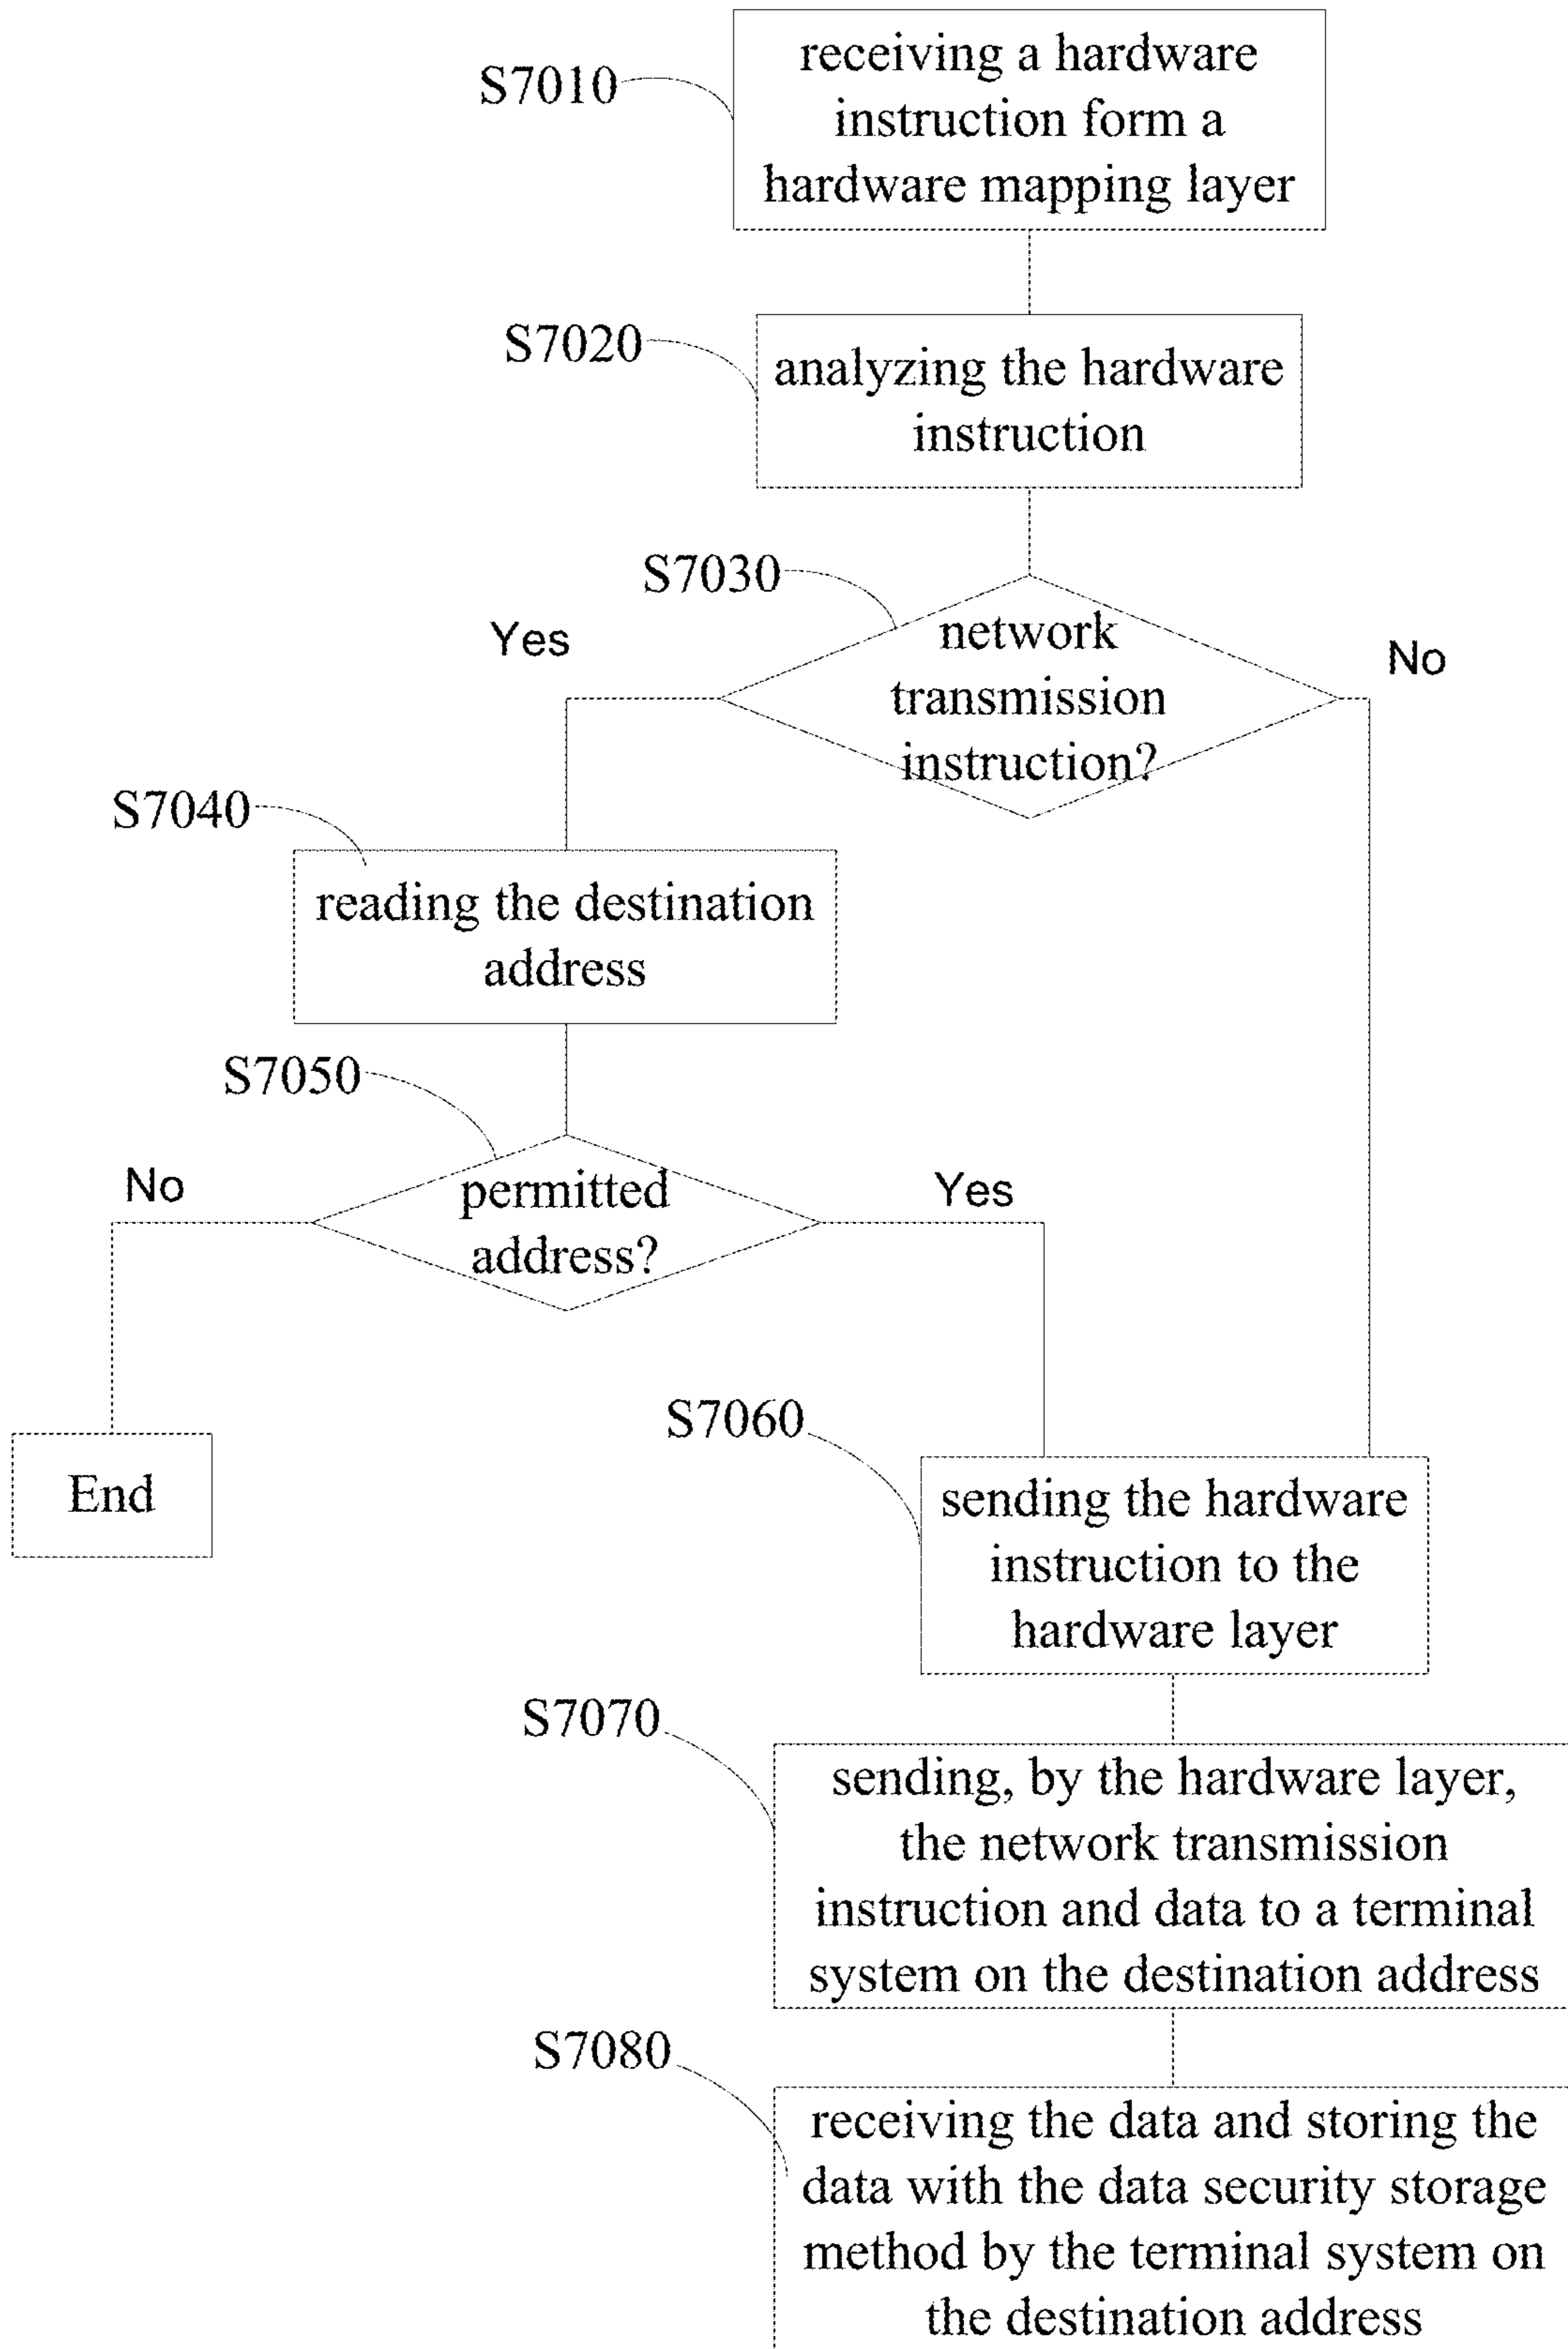 S7010
receiving a hardware
instruction form a
hardware mapping layer
S7020
analyzing the hardware
instruction
S7030
Yes
network
transmission
instruction?
No
S7040
reading the destination
address
S7050
No
permitted
address?
Yes
End
S7060
sending the hardware
instruction to the
hardware layer
S7070
sending, by the hardware layer,
the network transmission
instruction and data to a terminal
system on the destination address
S7080
receiving the data and storing the
data with the data security storage
method by the terminal system on
the destination address